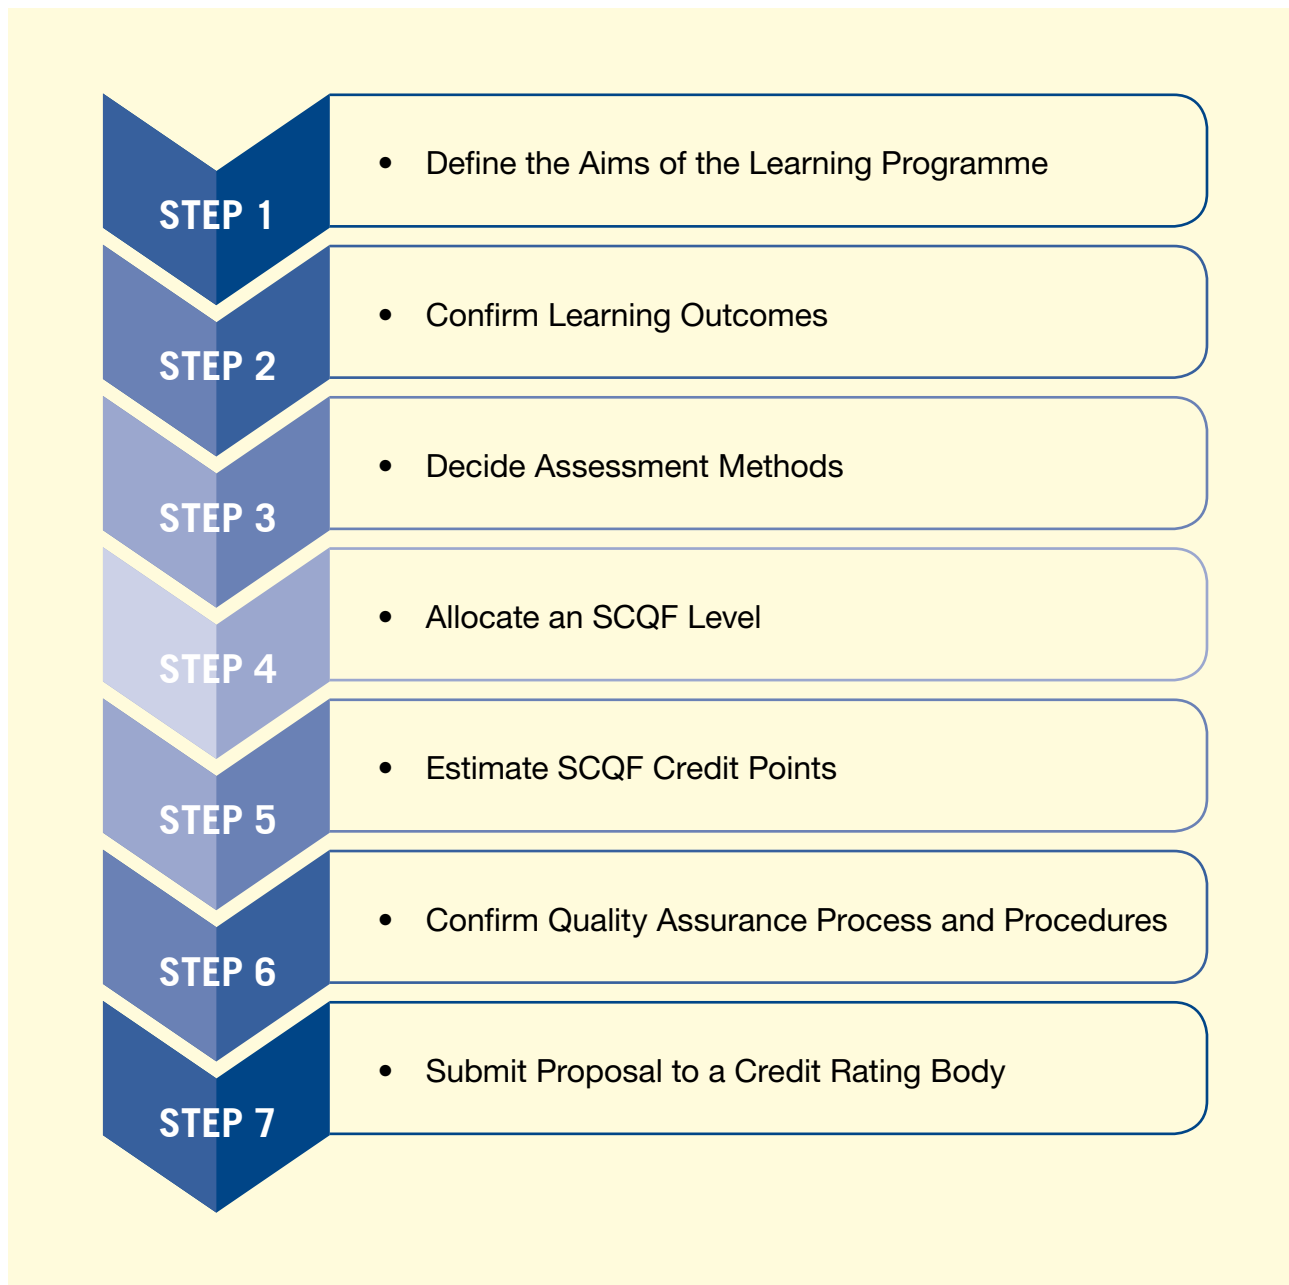 STEP 1
• Define the Aims of the Learning Programme
STEP 2
• Confirm Learning Outcomes
STEP 3
• Decide Assessment Methods
STEP 4
• Allocate an SCQF Level
STEP 5
• Estimate SCQF Credit Points
STEP 6
• Confirm Quality Assurance Process and Procedures
STEP 7
• Submit Proposal to a Credit Rating Body